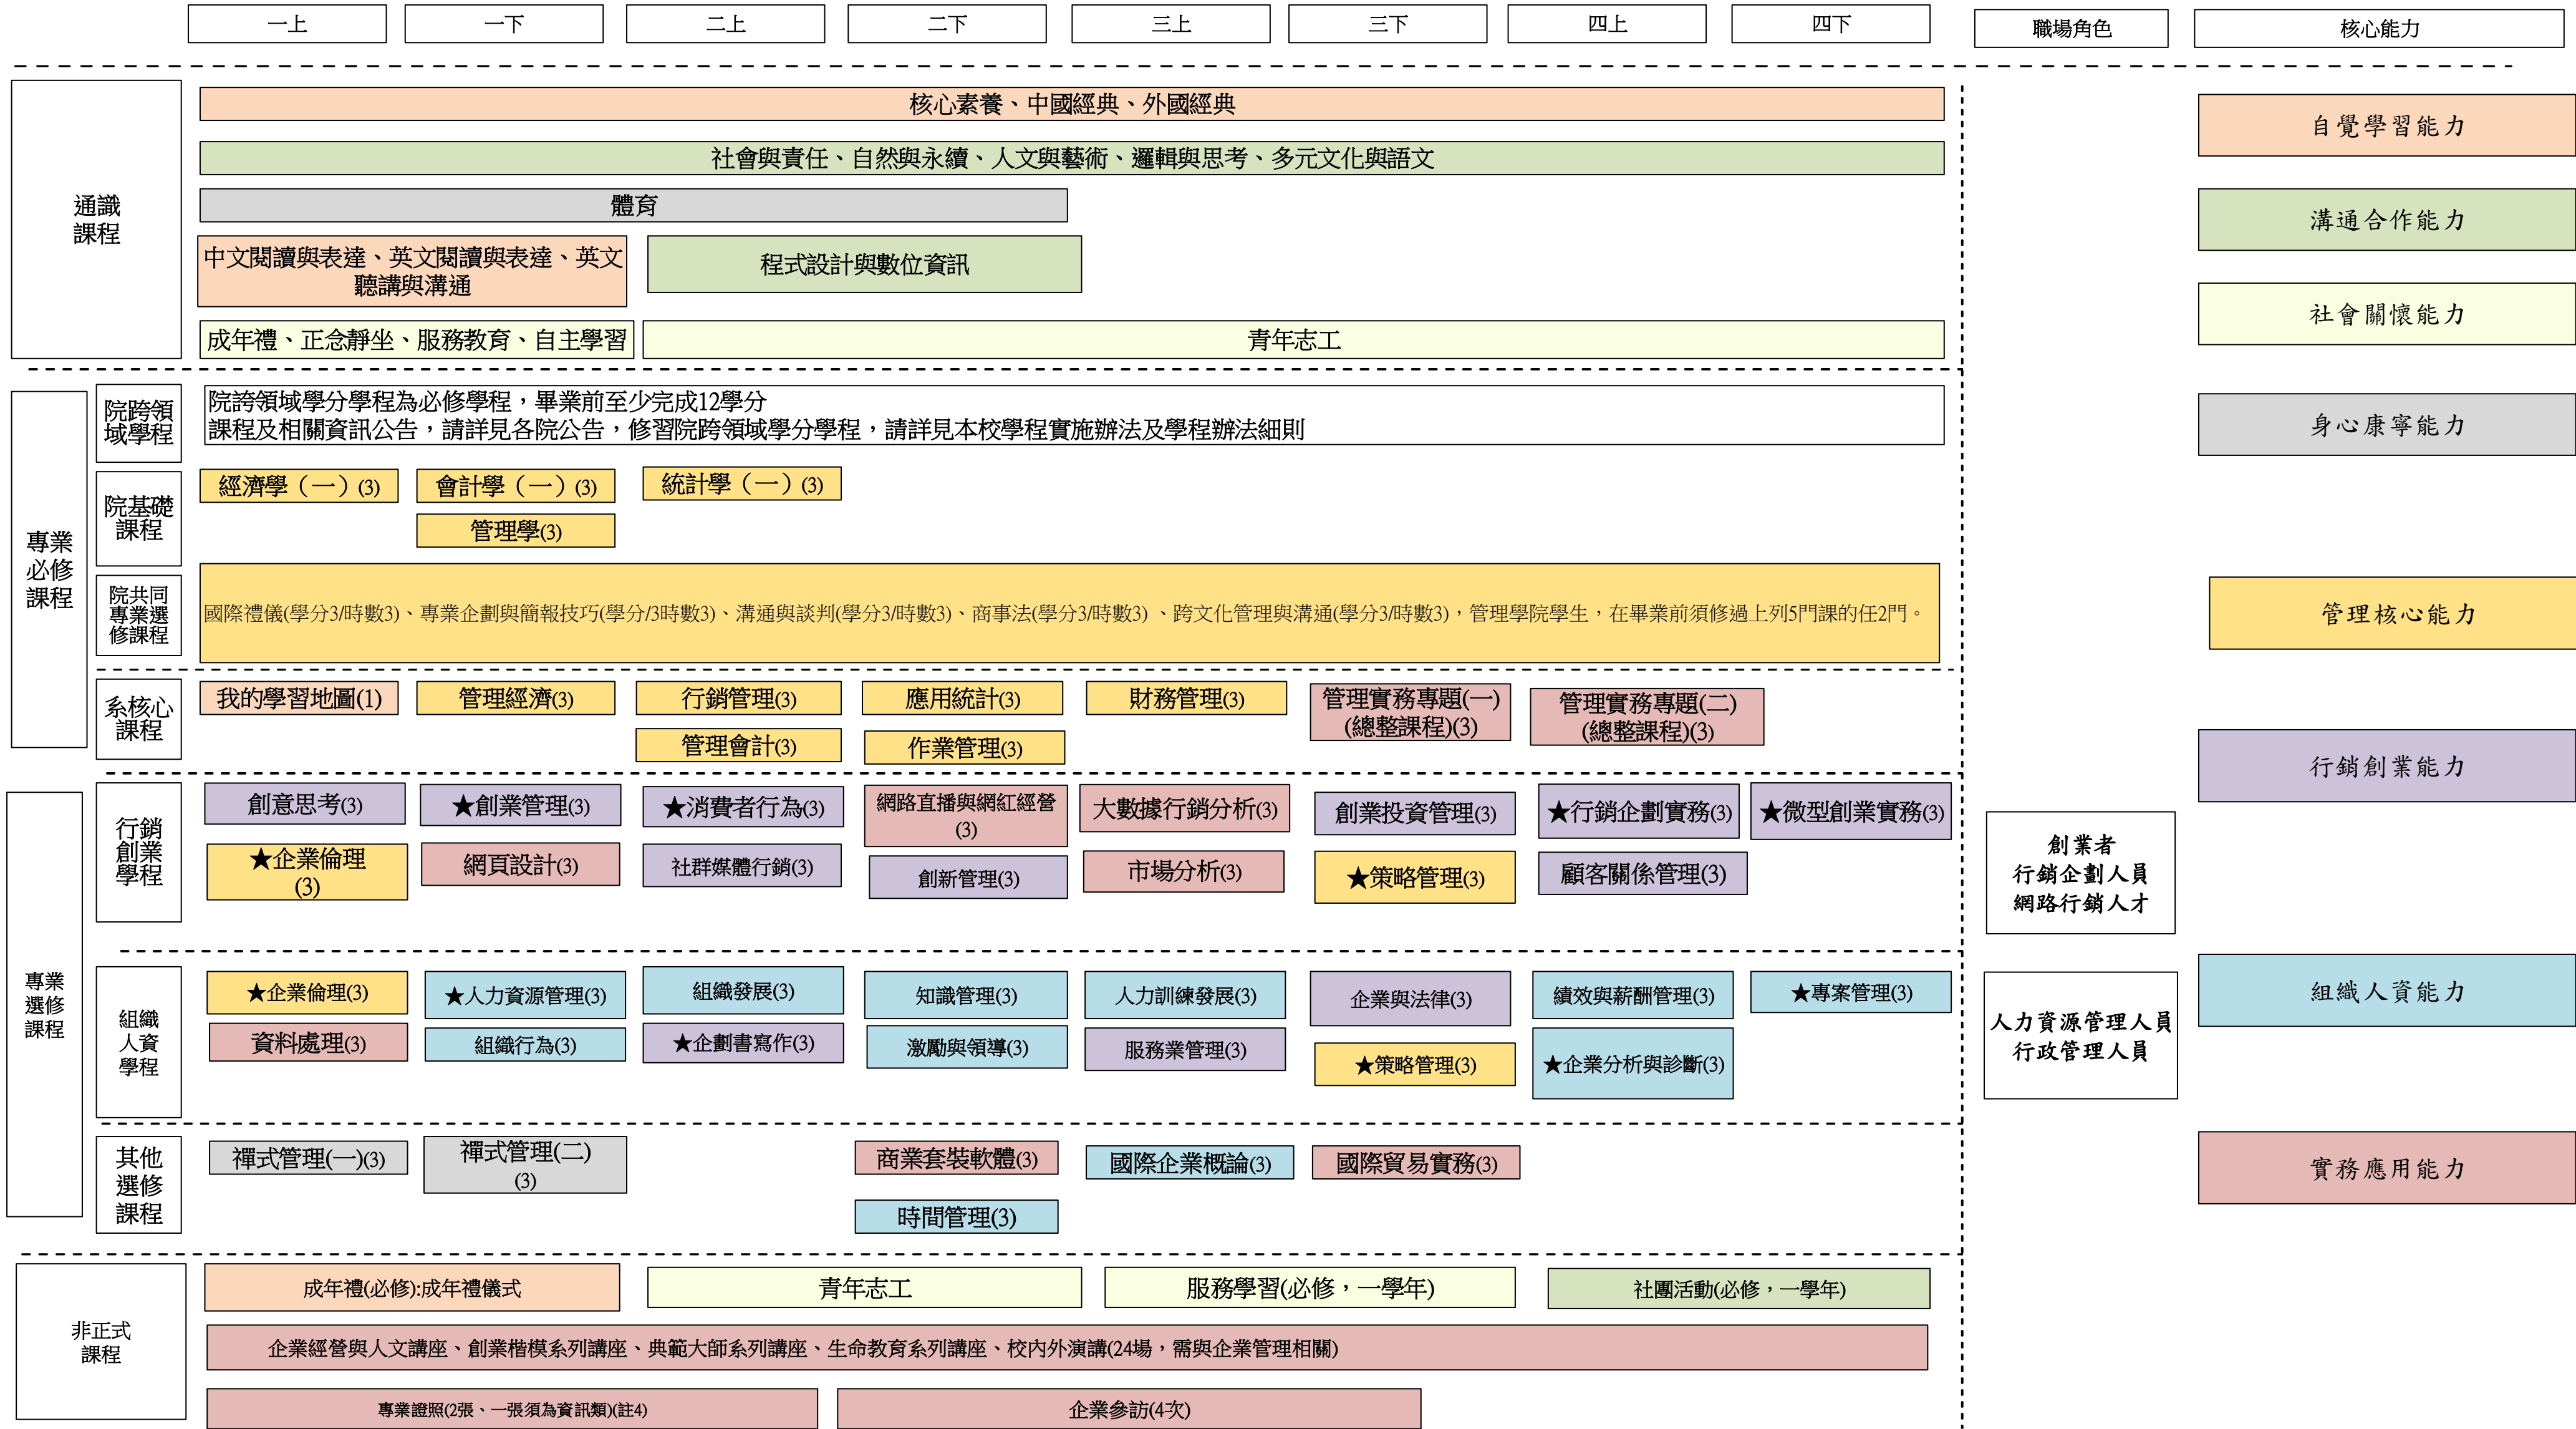 一上
一下
二上
二下
三上
三下
四上
四下
職場角色
核心能力
通識
課程
核心素養、中國經典、外國經典
社會與責任、自然與永續、人文與藝術、邏輯與思考、多元文化與語文
體育
中文閱讀與表達、英文閱讀與表達、英文
聽講與溝通
程式設計與數位資訊
成年禮、正念靜坐、服務教育、自主學習
青年志工
自覺學習能力
溝通合作能力
社會關懷能力
身心康寧能力
管理核心能力
行銷創業能力
組織人資能力
實務應用能力
專業
必修
課程
院跨領
域學程
院誇領域學分學程為必修學程，畢業前至少完成12學分
課程及相關資訊公告，請詳見各院公告，修習院跨領域學分學程，請詳見本校學程實施辦法及學程辦法細則
院基礎
課程
經濟學（一）(3)
會計學（一）(3)
統計學（一）(3)
管理學(3)
院共同
專業選
修課程
國際禮儀(學分3/時數3)、專業企劃與簡報技巧(學分/3時數3)、溝通與談判(學分3/時數3)、商事法(學分3/時數3) 、跨文化管理與溝通(學分3/時數3)，管理學院學生，在畢業前須修過上列5門課的任2門。
系核心
課程
我的學習地圖(1)
管理經濟(3)
行銷管理(3)
應用統計(3)
財務管理(3)
管理實務專題(一)
(總整課程)(3)
管理實務專題(二)
(總整課程)(3)
管理會計(3)
作業管理(3)
專業
選修
課程
行銷
創業
學程
創意思考(3)
★創業管理(3)
★消費者行為(3)
網路直播與網紅經營
(3)
大數據行銷分析(3)
創業投資管理(3)
★行銷企劃實務(3)
★微型創業實務(3)
★企業倫理
(3)
網頁設計(3)
社群媒體行銷(3)
創新管理(3)
市場分析(3)
★策略管理(3)
顧客關係管理(3)
創業者
行銷企劃人員
網路行銷人才
組織
人資
學程
★企業倫理(3)
★人力資源管理(3)
組織發展(3)
知識管理(3)
人力訓練發展(3)
企業與法律(3)
績效與薪酬管理(3)
★專案管理(3)
資料處理(3)
組織行為(3)
★企劃書寫作(3)
激勵與領導(3)
服務業管理(3)
★策略管理(3)
★企業分析與診斷(3)
人力資源管理人員
行政管理人員
其他
選修
課程
禪式管理(一)(3)
禪式管理(二)
(3)
商業套裝軟體(3)
國際企業概論(3)
國際貿易實務(3)
時間管理(3)
非正式
課程
成年禮(必修):成年禮儀式
青年志工
服務學習(必修，一學年)
社團活動(必修，一學年)
企業經營與人文講座、創業楷模系列講座、典範大師系列講座、生命教育系列講座、校內外演講(24場，需與企業管理相關)
專業證照(2張、一張須為資訊類)(註4)
企業參訪(4次)